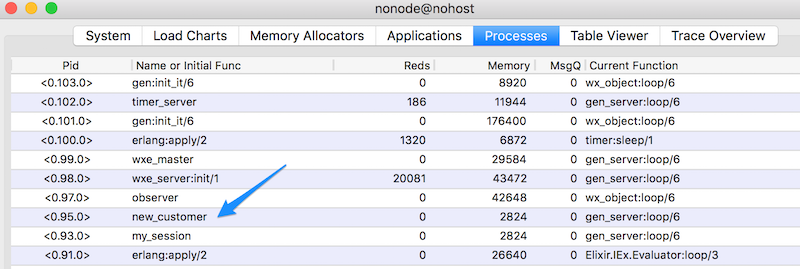 nonode@nohost
System Load Charts Memory Allocators Applications Processes Table Viewer Trace Overview
Pid Name or Initial Func Reds Memory MsgQ Current Function
<0.103.0> gen:init_it/6 0 8920 0 wx_object:loop/6
<0.102.0> timer_server 186 11944 0 gen_server:loop/6
<0.101.0> gen:init_it/6 0 176400 0 wx_object:loop/6
<0.100.0> erlang:apply/2 1320 6872 0 timer:sleep/1
<0.99.0> wxe_master 0 29584 0 gen_server:loop/6
<0.98.0> wxe_server:init/1 20081 43472 0 gen_server:loop/6
<0.97.0> observer 0 42648 0 wx_object:loop/6
<0.95.0> new_customer 0 2824 0 gen_server:loop/6
<0.93.0> my_session 0 2824 0 gen_server:loop/6
<0.91.0> erlang:apply/2 0 26640 0 Elixir.IEx.Evaluator:loop/3